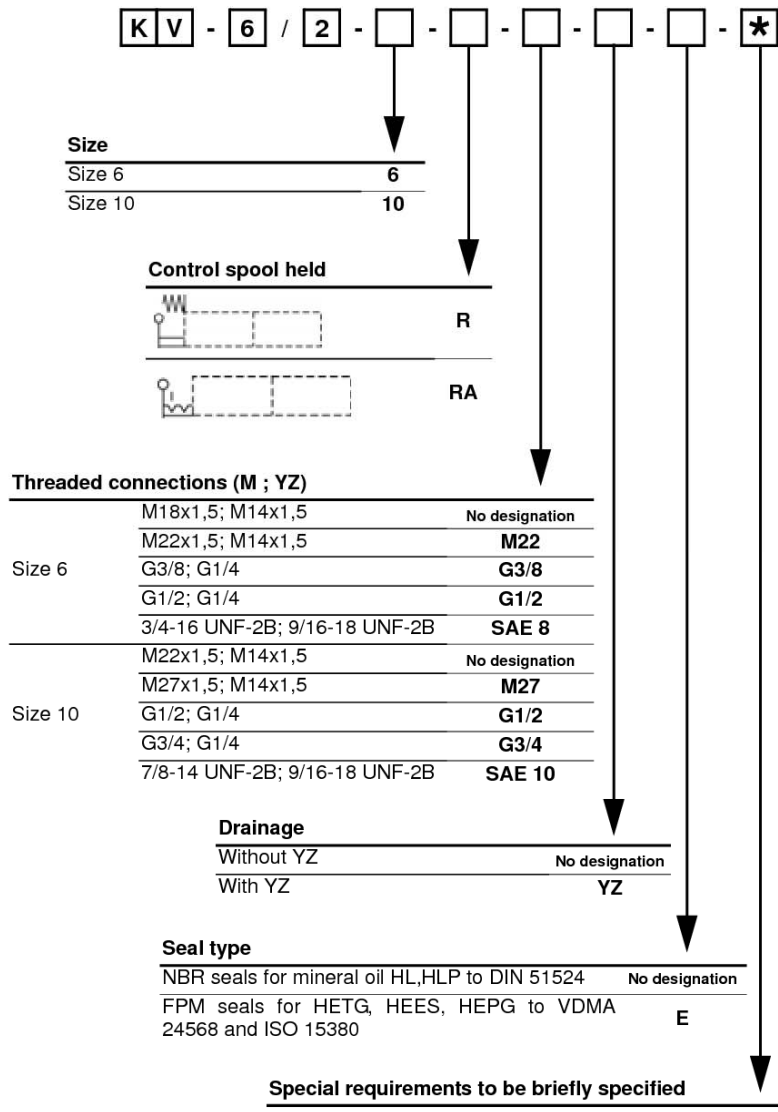 KV - 6 / 2 - - - - - - *
Size
Size 6 6
Size 10 10
Control spool held
R
RA
Threaded connections (M ; YZ)
M18x1,5; M14x1,5 No designation
M22x1,5; M14x1,5 M22
Size 6 G3/8; G1/4 G3/8
G1/2; G1/4 G1/2
3/4-16 UNF-2B; 9/16-18 UNF-2B SAE 8
M22x1,5; M14x1,5 No designation
M27x1,5; M14x1,5 M27
Size 10 G1/2; G1/4 G1/2
G3/4; G1/4 G3/4
7/8-14 UNF-2B; 9/16-18 UNF-2B SAE 10
Drainage
Without YZ No designation
With YZ YZ
Seal type
NBR seals for mineral oil HL,HLP to DIN 51524 No designation
FPM seals for HETG, HEES, HEPG to VDMA
24568 and ISO 15380 E
Special requirements to be briefly specified